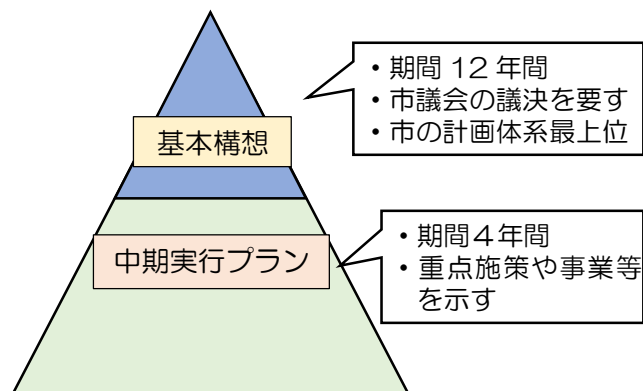 ・期間 12 年間
・市議会の議決を要す
・市の計画体系最上位
基本構想
・期間４年間
・重点施策や事業等
を示す
中期実行プラン